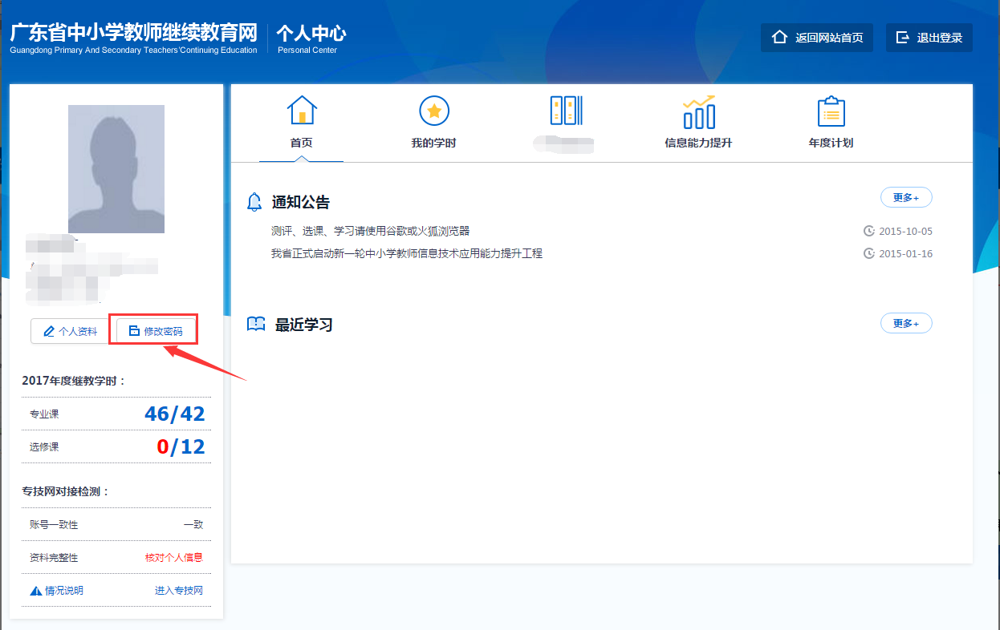 广东省中小学教师继续教育网
Guangdong Primary And Secondary Teachers'Continuing Education
个人中心
Personal Center
返回网站首页
退出登录
首页
我的学时
信息能力提升
年度计划
个人资料
修改密码
2017年度继教学时：
专业课 46/42
选修课 0/12
专技网对接检测：
账号一致性 一致
资料完整性 核对个人信息
情况说明 进入专技网
通知公告
更多+
测评、选课、学习请使用谷歌或火狐浏览器 2015-10-05
我省正式启动新一轮中小学教师信息技术应用能力提升工程 2015-01-16
最近学习
更多+